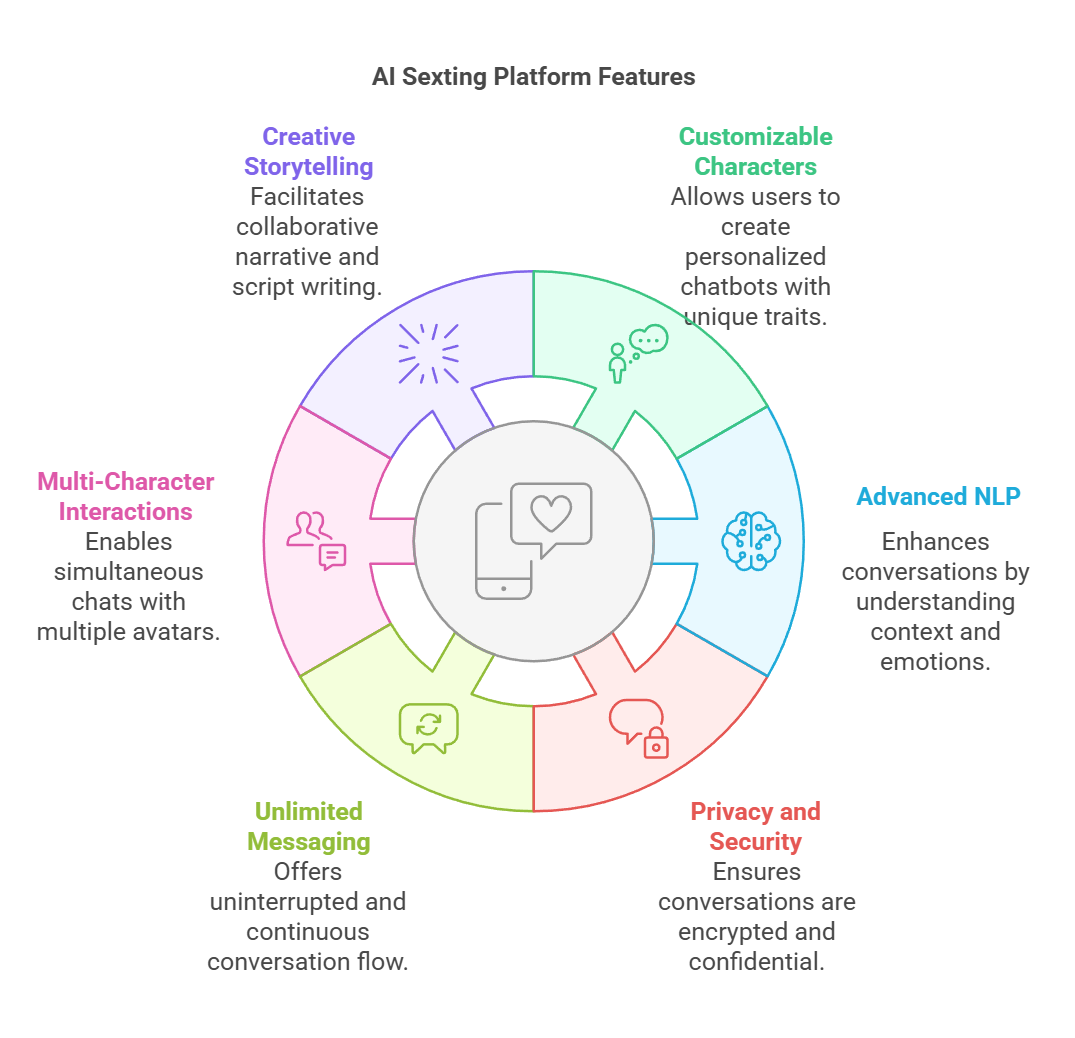 AI Sexting Platform Features
Creative
Storytelling
Facilitates
collaborative
narrative and
script writing.
Customizable
Characters
Allows users to
create
personalized
chatbots with
unique traits.
Multi-Character
Interactions
Enables
simultaneous
chats with
multiple avatars.
Advanced NLP
Enhances
conversations by
understanding
context and
emotions.
Unlimited
Messaging
Offers
uninterrupted and
continuous
conversation flow.
Privacy and
Security
Ensures
conversations are
encrypted and
confidential.